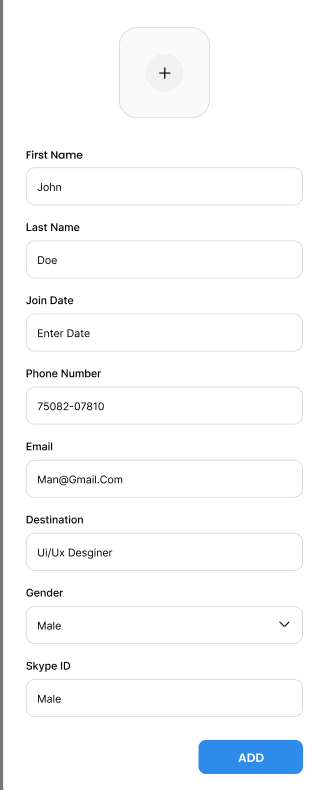 +
First Name
John
Last Name
Doe
Join Date
Enter Date
Phone Number
75082-07810
Email
Man@Gmail.Com
Destination
Ui/Ux Desginer
Gender
Male
Skype ID
Male
ADD